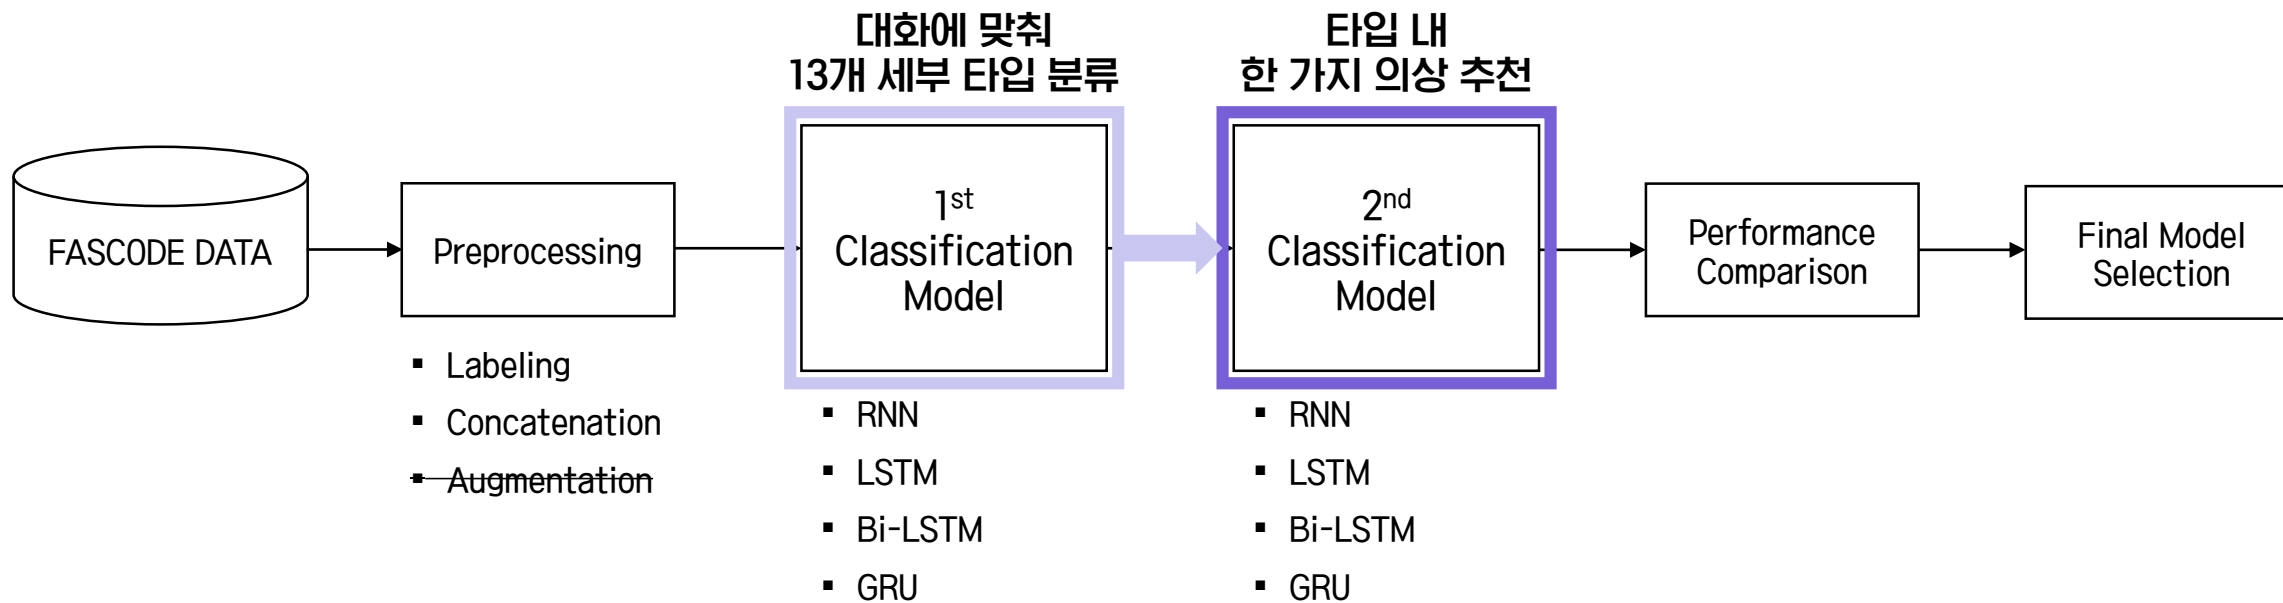 대화에 맞춰
13개 세부 타입 분류
타입 내
한 가지 의상 추천
FASCODE DATA
Preprocessing
1st
Classification
Model
2nd
Classification
Model
Performance
Comparison
Final Model
Selection
▪ Labeling
▪ Concatenation
▪ Augmentation
▪ RNN
▪ LSTM
▪ Bi-LSTM
▪ GRU
▪ RNN
▪ LSTM
▪ Bi-LSTM
▪ GRU